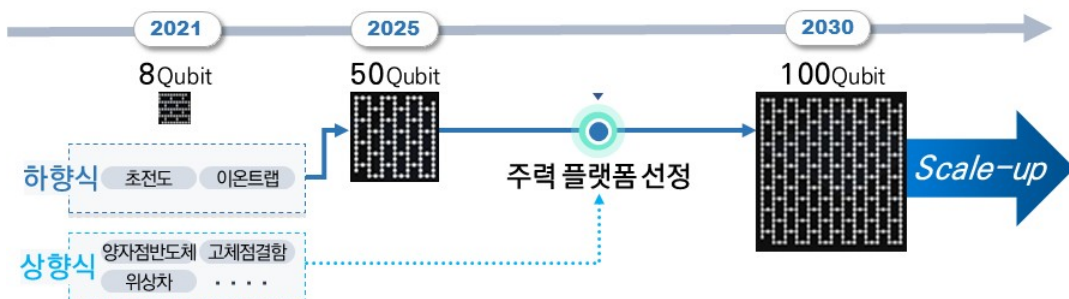 2021 2025 2030
8Qubit 50Qubit 100Qubit
하향식 초전도 이온트랩
주력 플랫폼 선정
Scale-up
상향식 양자점반도체 고체점결함
위상차 ....